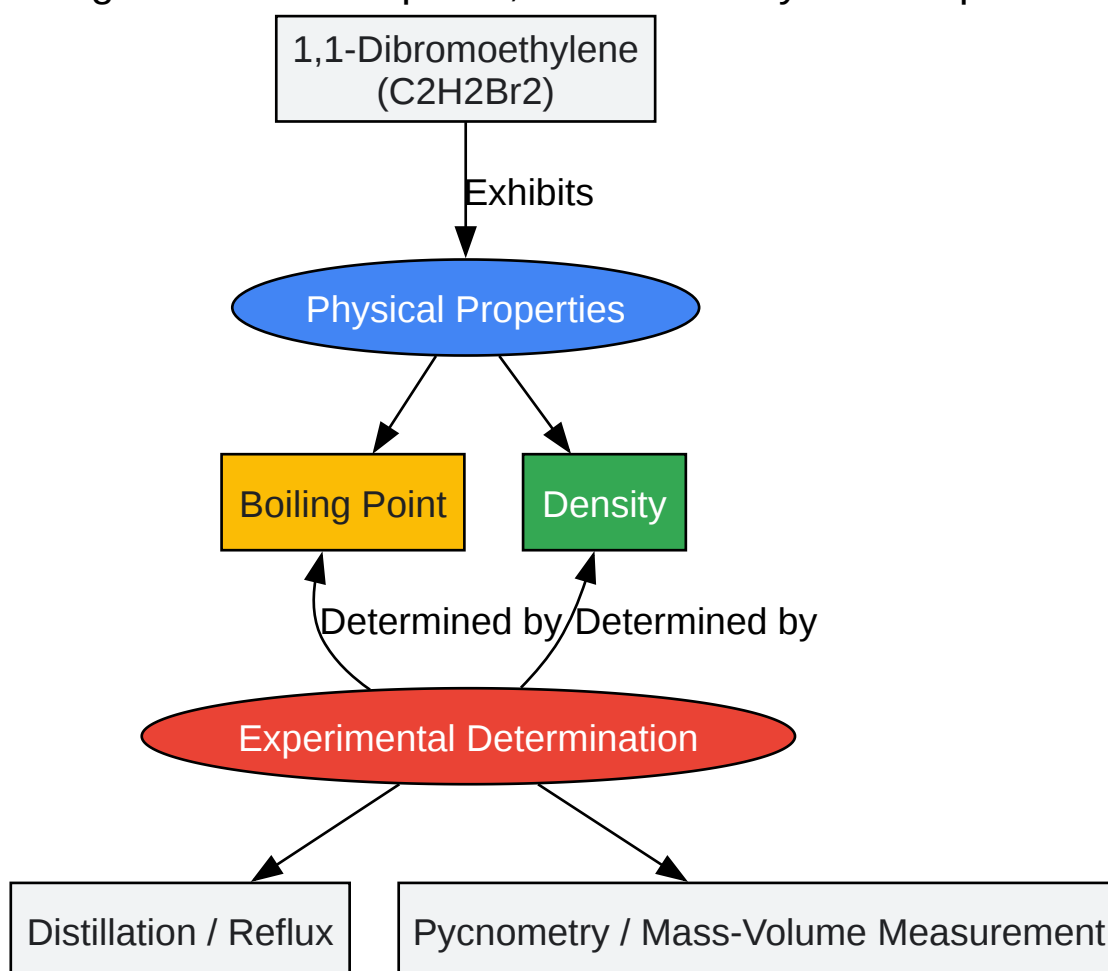 1,1-Dibromoethylene
(C2H2Br2)
Exhibits
Physical Properties
Boiling Point
Density
Determined by
Determined by
Experimental Determination
Distillation / Reflux
Pycnometry / Mass-Volume Measurement